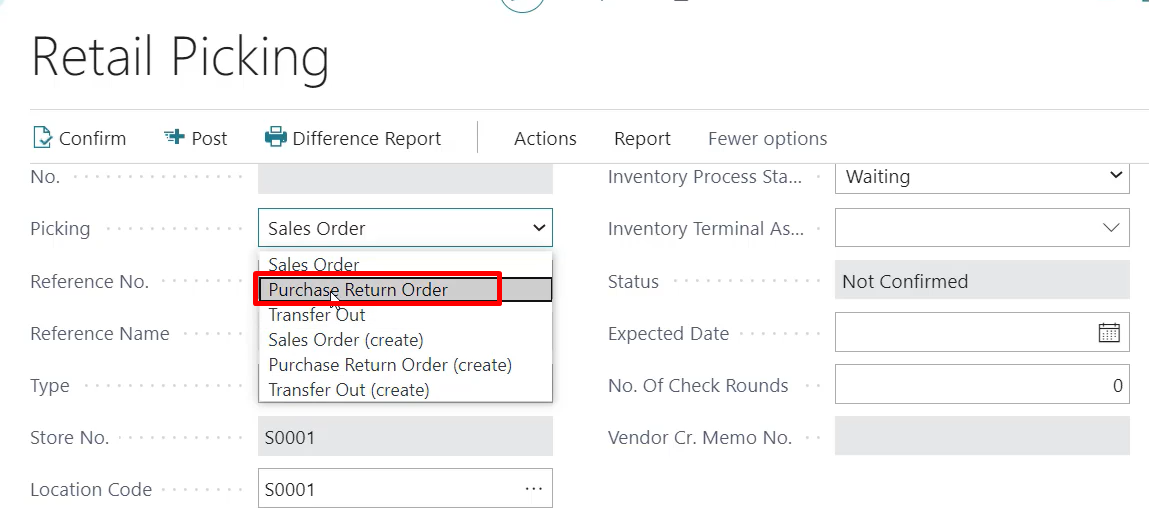 Retail Picking
Confirm Post Difference Report Actions Report Fewer options
No. Inventory Process Sta... Waiting
Picking Sales Order Inventory Terminal As...
Sales Order
Reference No. Purchase Return Order Status Not Confirmed
Transfer Out
Reference Name Sales Order (create) Expected Date
Purchase Return Order (create)
Type Transfer Out (create) No. Of Check Rounds 0
Store No. S0001 Vendor Cr. Memo No.
Location Code S0001 ...